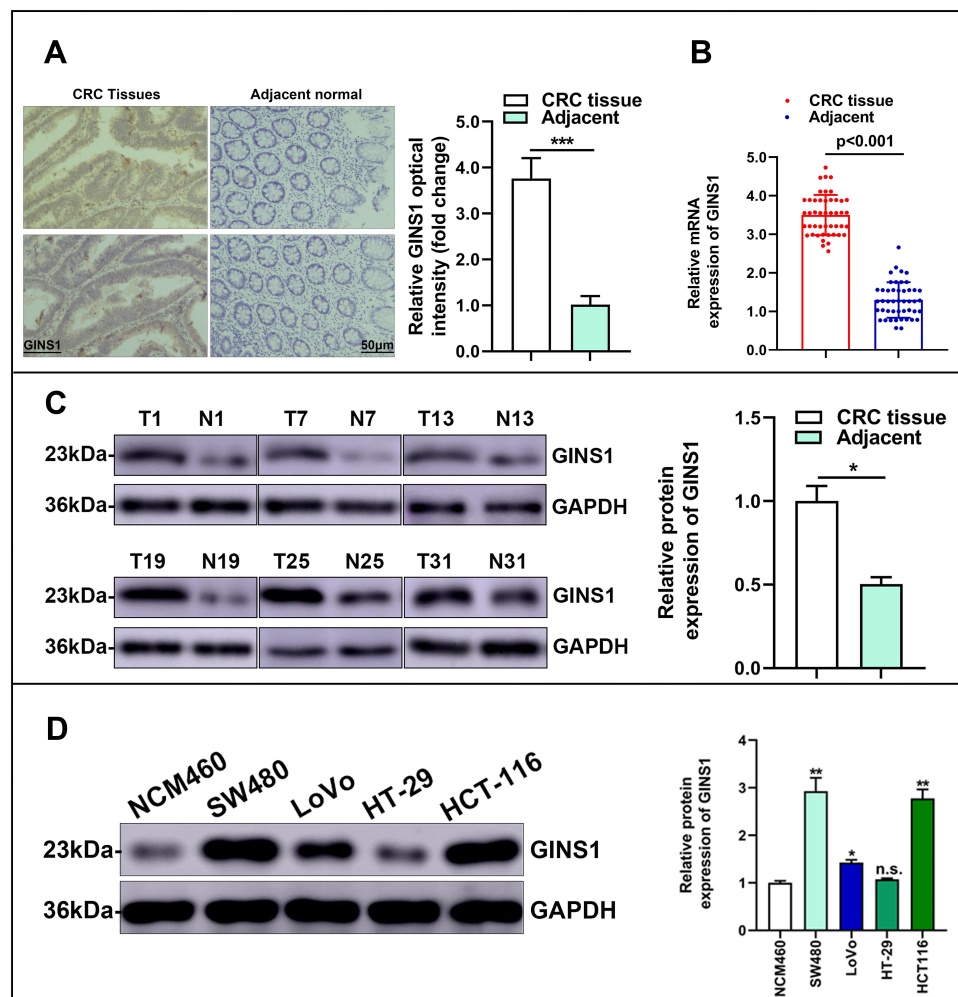 A
CRC Tissues
Adjacent normal
GINS1
50μm
CRC tissue
Adjacent
***
Relative GINS1 optical
intensity (fold change)
5.0
4.0
3.0
2.0
1.0
0.0
B
CRC tissue
Adjacent
p<0.001
Relative mRNA
expression of GINS1
5.0
4.0
3.0
2.0
1.0
0.0
C
T1 N1 T7 N7 T13 N13
23kDa- GINS1
36kDa- GAPDH
T19 N19 T25 N25 T31 N31
23kDa- GINS1
36kDa- GAPDH
CRC tissue
Adjacent
*
Relative protein
expression of GINS1
1.5
1.0
0.5
0.0
D
NCM460 SW480 LoVo HT-29 HCT-116
23kDa- GINS1
36kDa- GAPDH
Relative protein
expression of GINS1
4
3
2
1
0
** * n.s. **
NCM460
SW480
LoVo
HT-29
HCT116